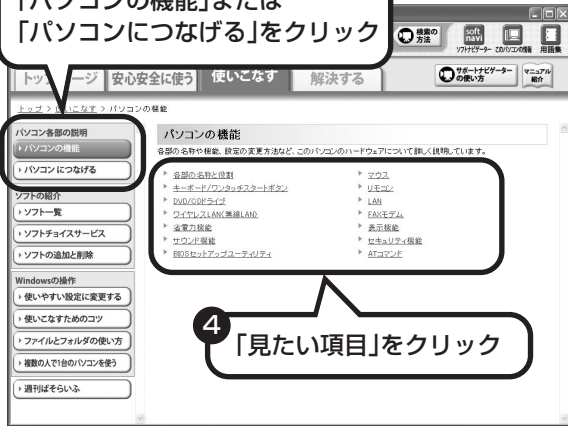 「パソコンの機能」または
「パソコンにつなげる」をクリック
検索の方法
soft navi
ソフトナビゲーター
このパソコンの情報
用語集
安心安全に使う
使いこなす
解決する
サポートナビゲーターの使い方
マニュアル紹介
トップ > 使いこなす > パソコンの機能
パソコン各部の説明
パソコンの機能
パソコンにつなげる
ソフトの紹介
ソフト一覧
ソフトチョイスサービス
ソフトの追加と削除
Windowsの操作
使いやすい設定に変更する
使いこなすためのコツ
ファイルとフォルダの使い方
複数の人で1台のパソコンを使う
週刊ぱそらいふ
パソコンの機能
各部の名称や機能、設定の変更方法など、このパソコンのハードウェアについて詳しく説明しています。
各部の名称と役割
キーボード/ワンタッチスタートボタン
DVD/CDドライブ
ワイヤレスLAN(無線LAN)
省電力機能
サウンド機能
BIOSセットアップユーティリティ
マウス
リモコン
LAN
FAXモデム
表示機能
セキュリティ機能
ATコマンド
4
「見たい項目」をクリック